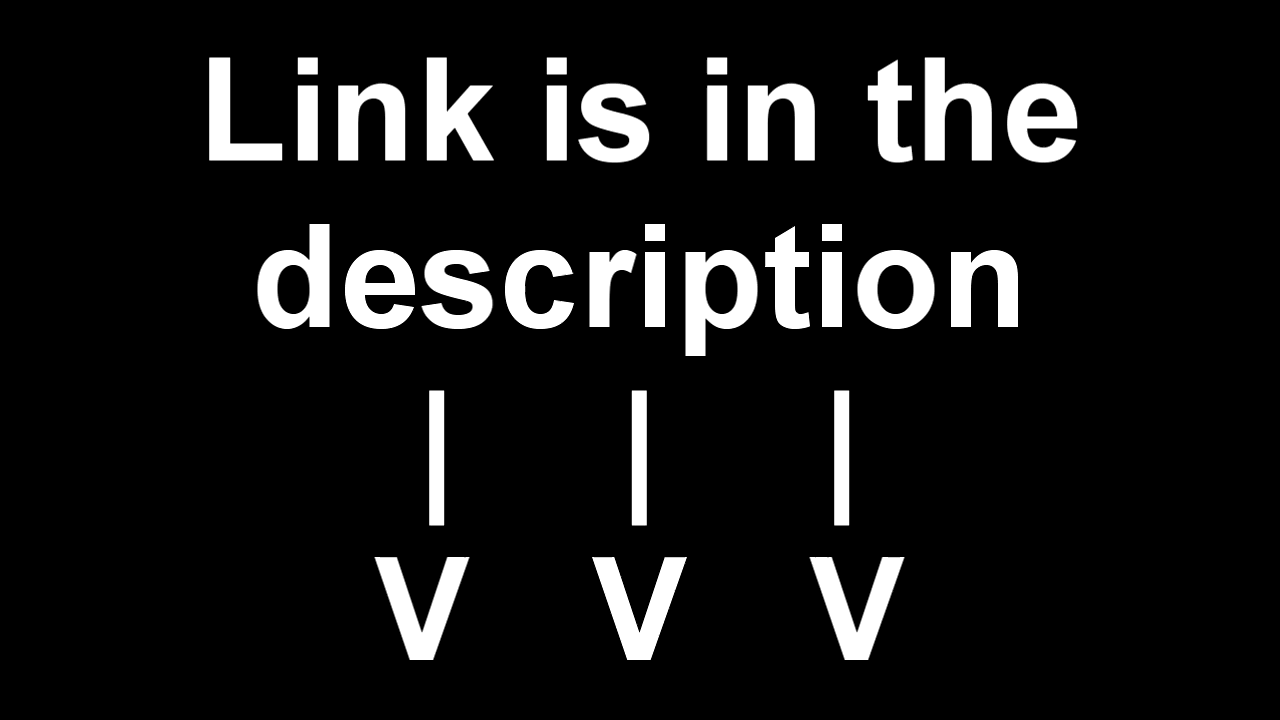 Link is in the
description
| | |
V V V